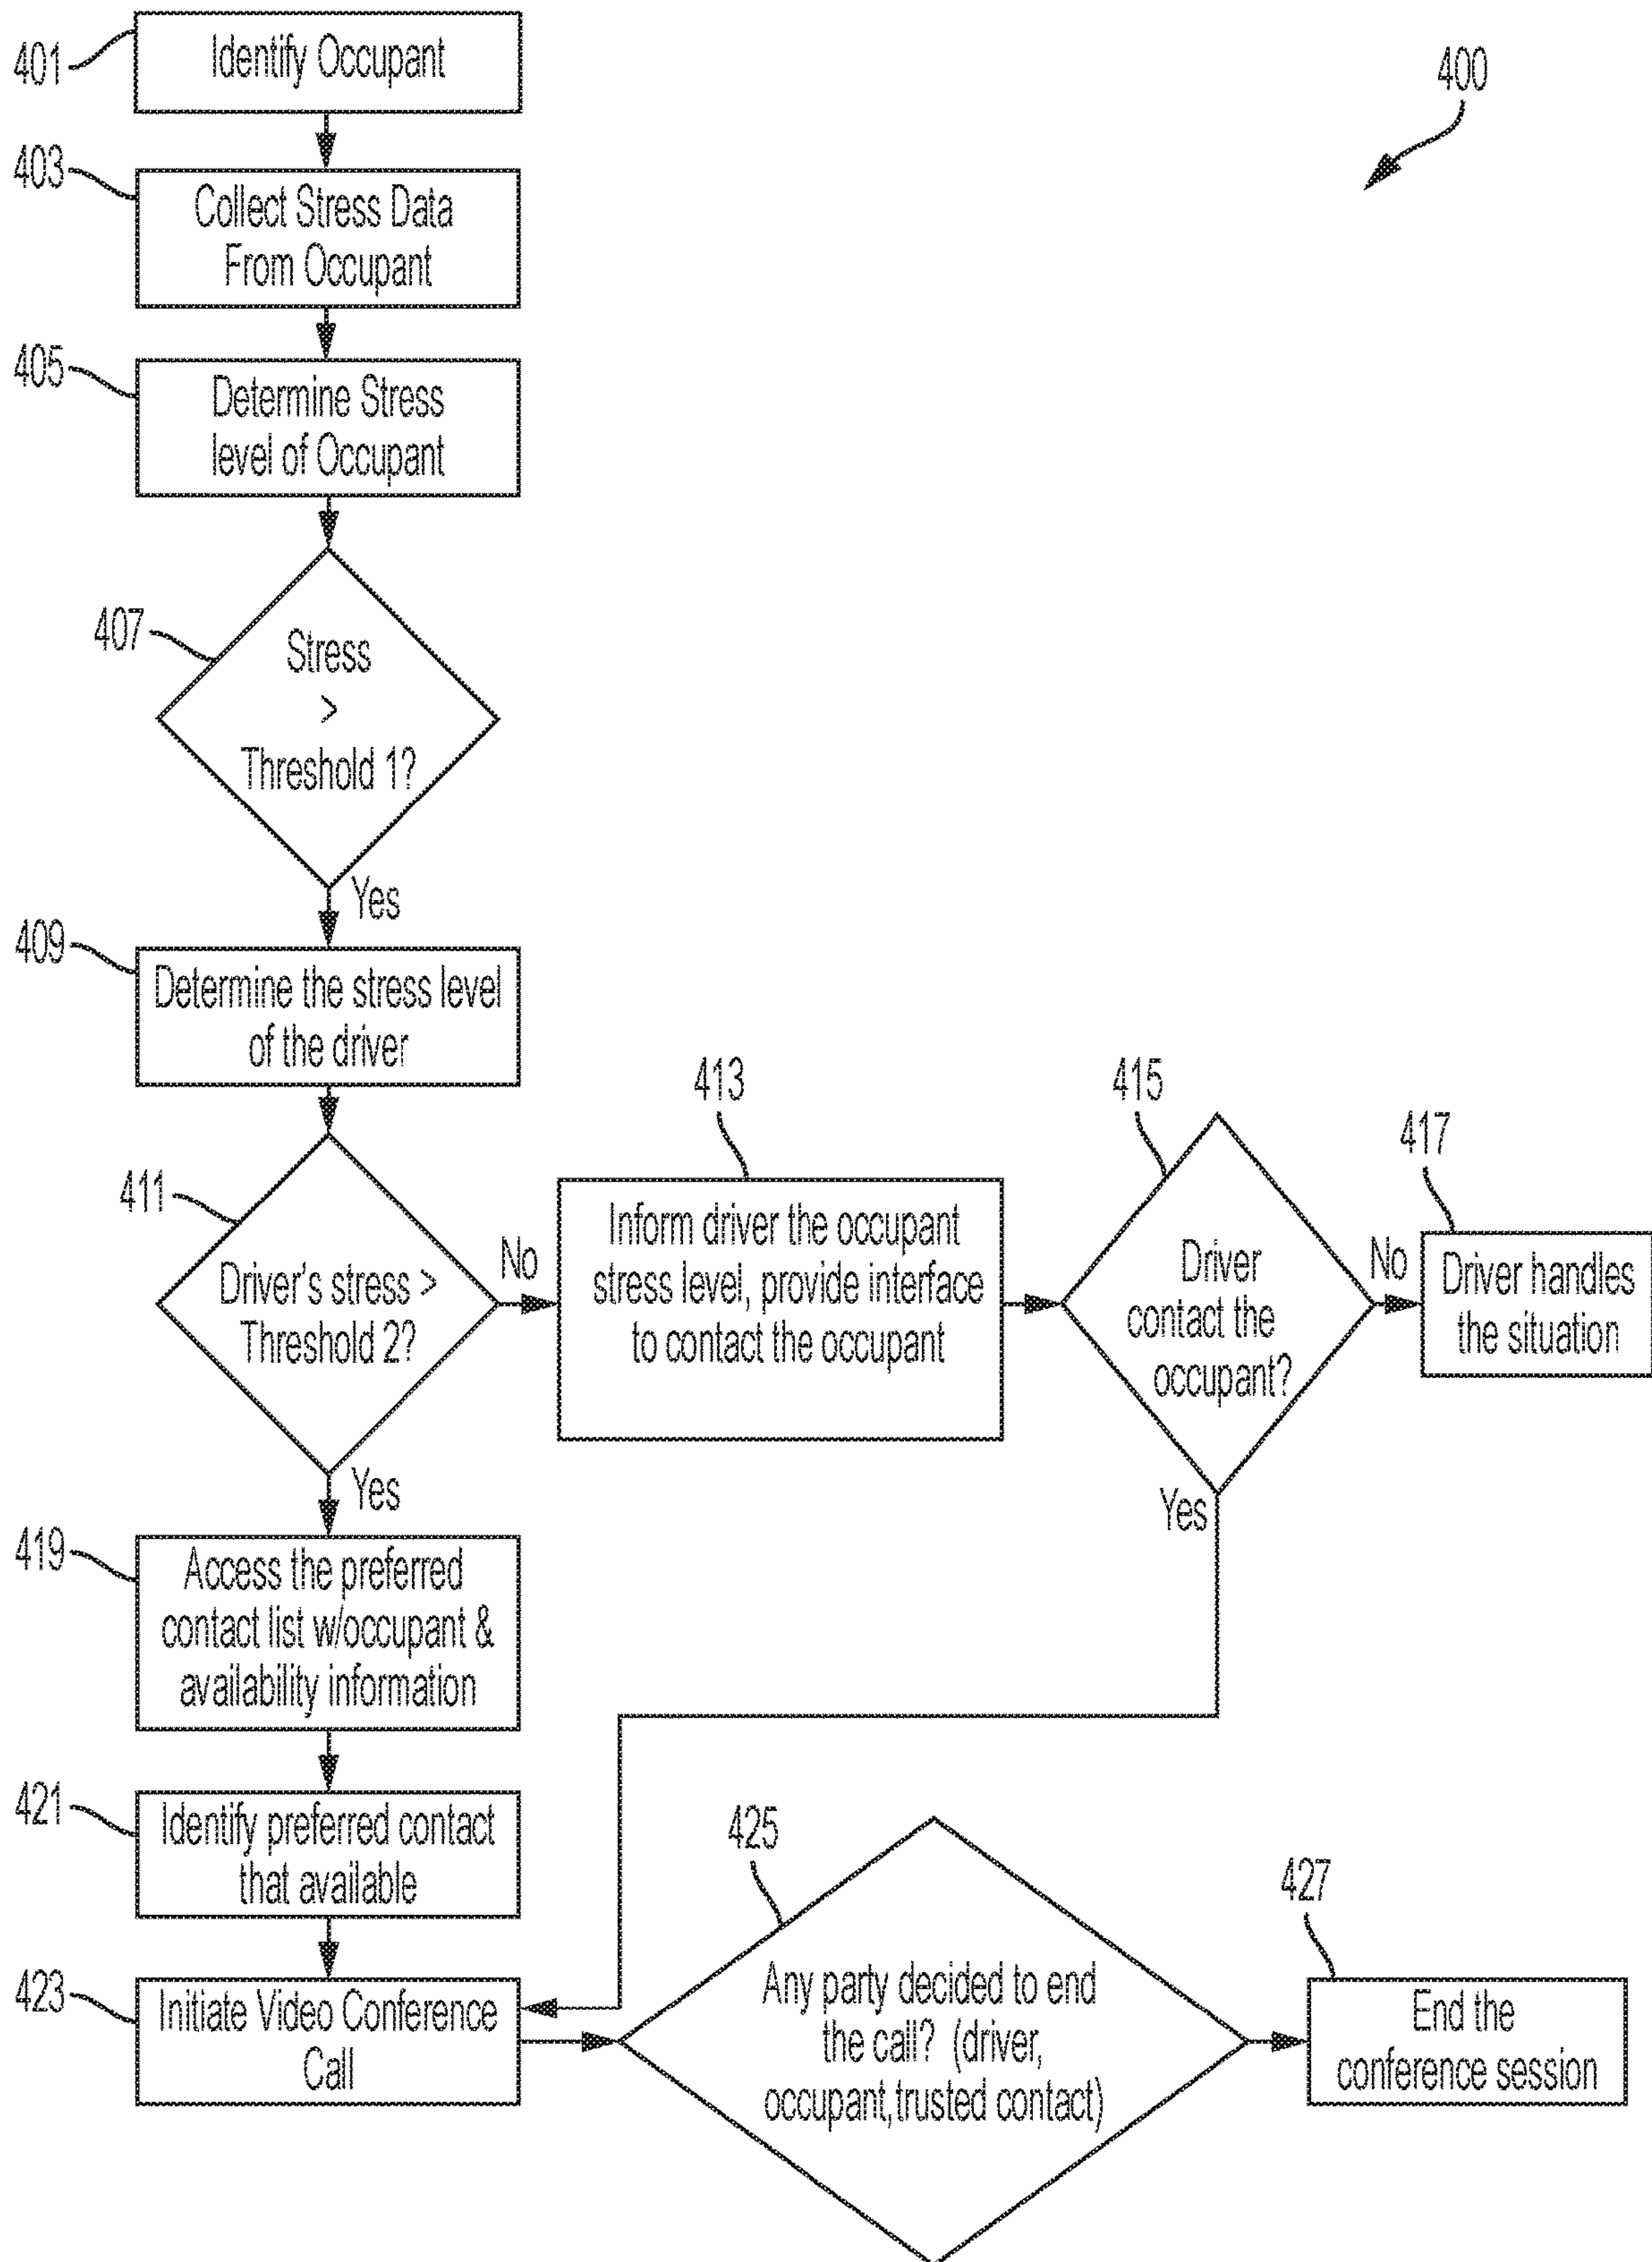 400
401
Identify Occupant
403
Collect Stress Data
From Occupant
405
Determine Stress
level of Occupant
407
Stress
>
Threshold 1?
Yes
409
Determine the stress level
of the driver
411
Driver's stress >
Threshold 2?
No
413
Inform driver the occupant
stress level, provide interface
to contact the occupant
415
Driver
contact the
occupant?
No
417
Driver handles
the situation
Yes
Yes
419
Access the preferred
contact list w/occupant &
availability information
421
Identify preferred contact
that available
423
Initiate Video Conference
Call
425
Any party decided to end
the call? (driver,
occupant,trusted contact)
427
End the
conference session